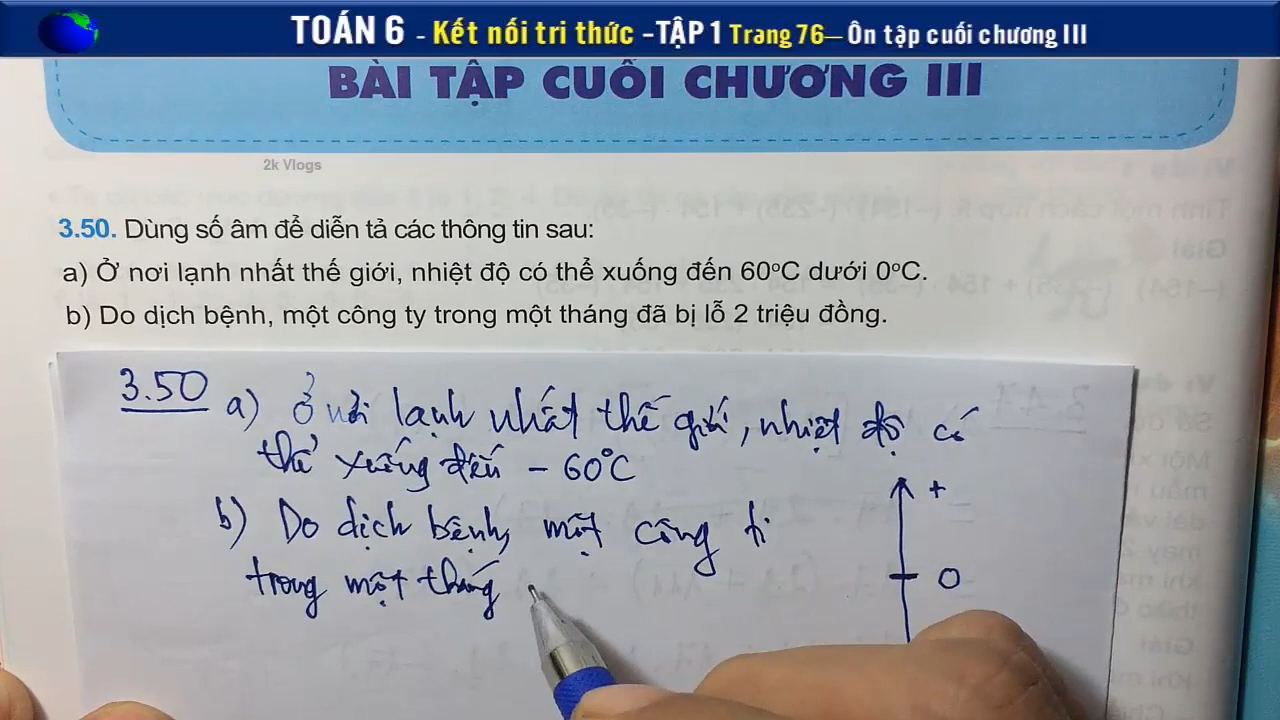 TOÁN 6 - Kết nối tri thức -TẬP 1 Trang 76– Ôn tập cuối chương III
BÀI TẬP CUỐI CHƯƠNG III
2k Vlogs
3.50. Dùng số âm để diễn tả các thông tin sau:
a) Ở nơi lạnh nhất thế giới, nhiệt độ có thể xuống đến 60°C dưới 0°C.
b) Do dịch bệnh, một công ty trong một tháng đã bị lỗ 2 triệu đồng.
3.50 a) Ở nơi lạnh nhất thế giới, nhiệt độ có
thể xuống đến - 60°C
+
b) Do dịch bệnh, một công ti
trong một tháng
0